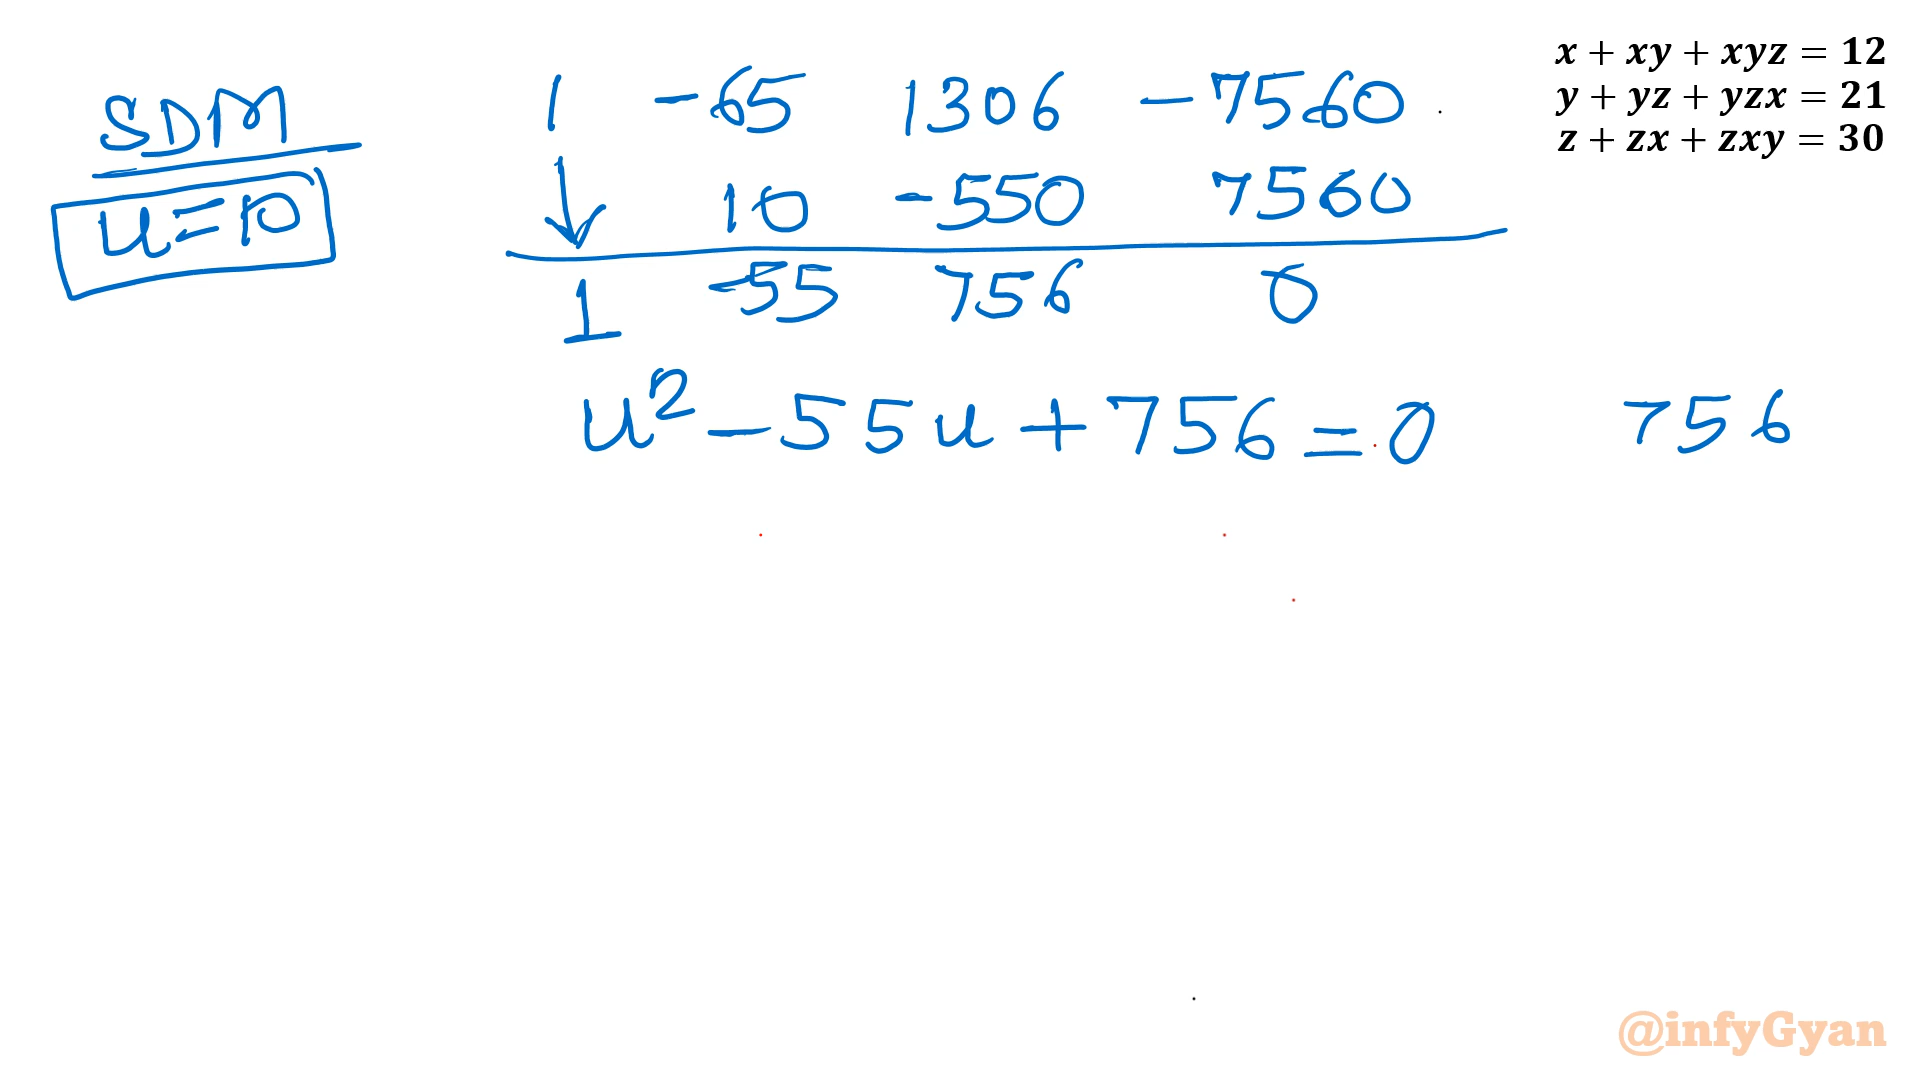 x + xy + xyz = 12
y + yz + yzx = 21
z + zx + zxy = 30
SDM
u=10
1 -65 1306 -7560
10 -550 7560
1 -55 756 0
u² - 55u + 756 = 0
756
@infyGyan